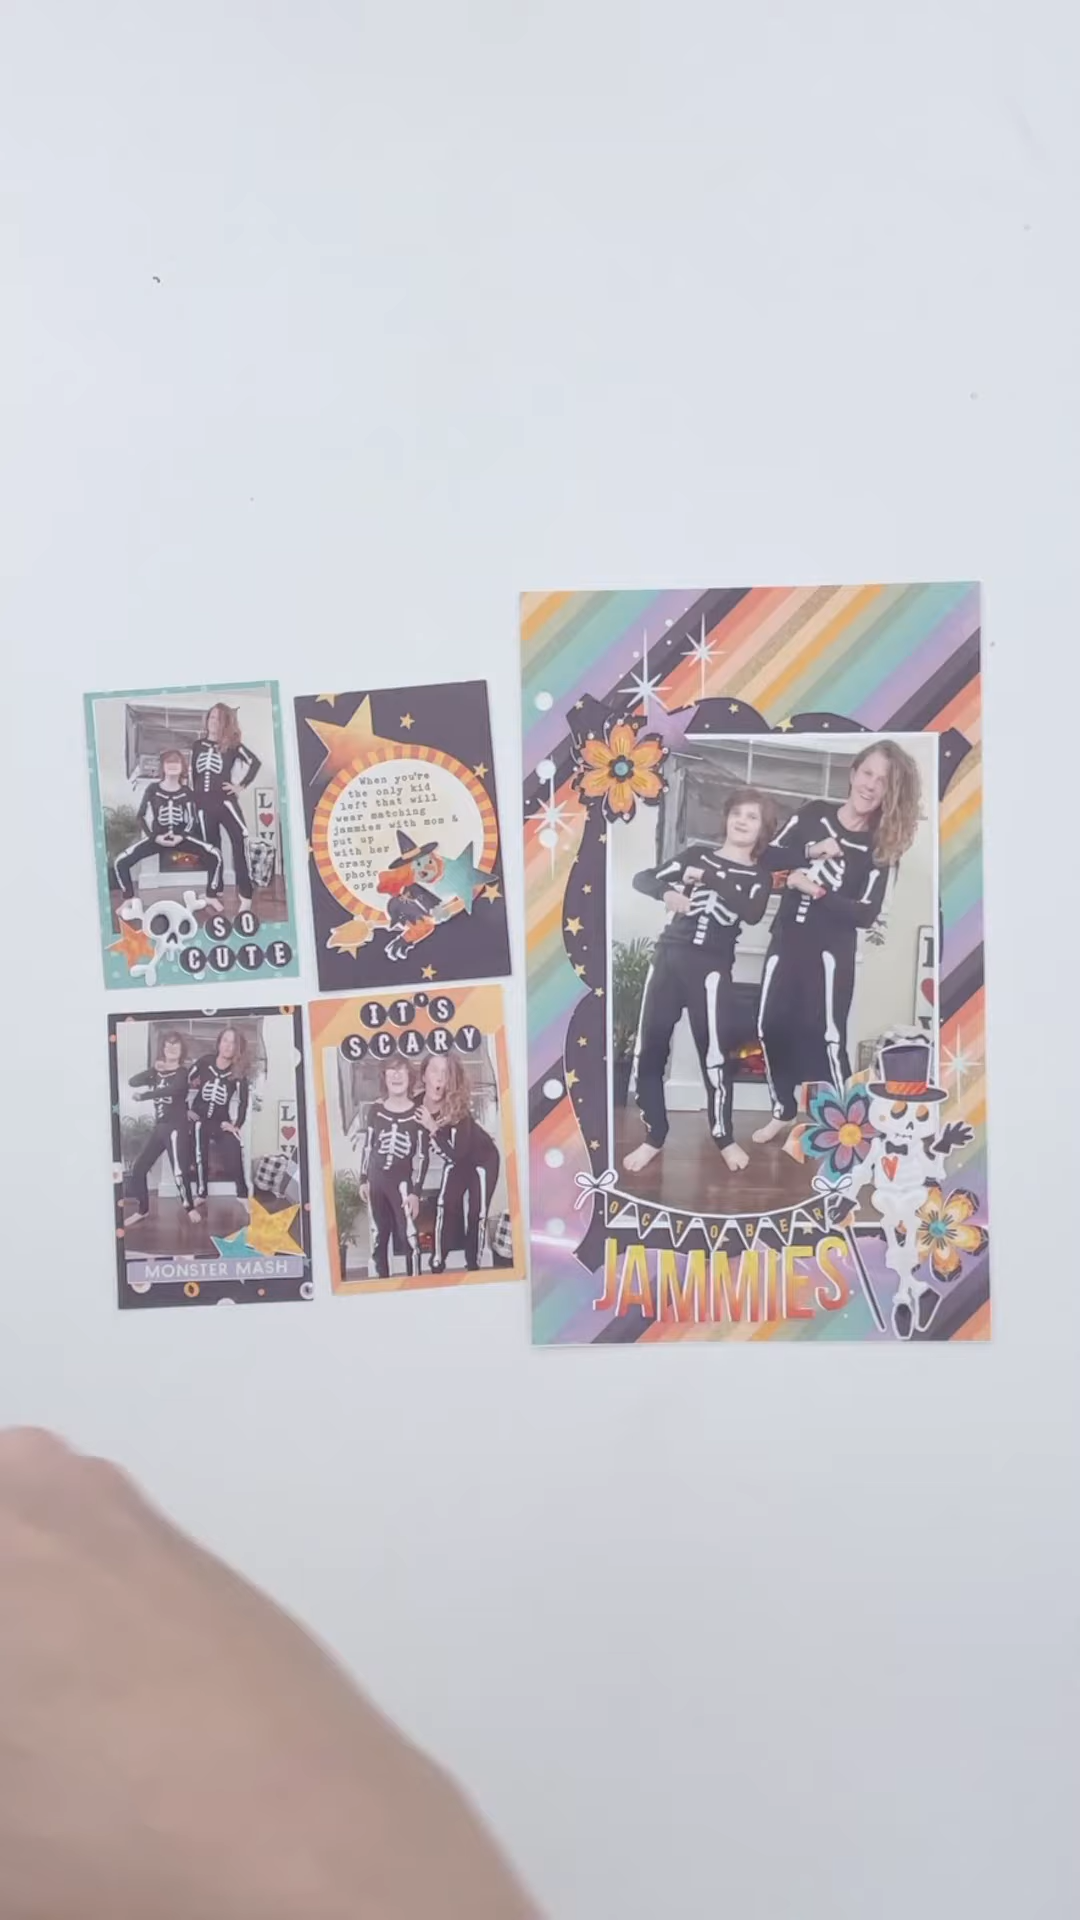 SO
CUTE
When you're
the only kid
left that will
wear matching
jammies with mom &
put up
with her
crazy
photo
ops
MONSTER MASH
IT'S
SCARY
OCTOBER
JAMMIES